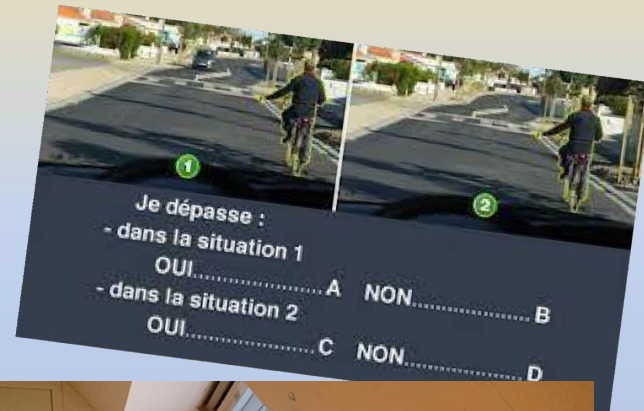 1
2
Je dépasse :
- dans la situation 1
OUI........................ A NON...................... B
- dans la situation 2
OUI....................... C NON...................... D